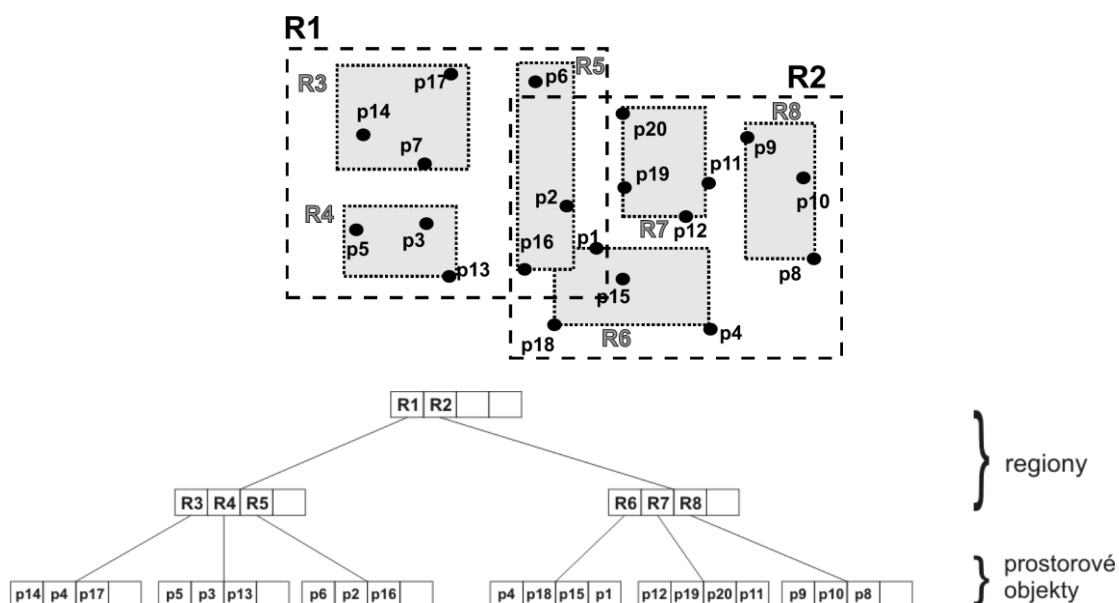 R1
R2
R3
R5
R8
p17
p6
p14
p20
p9
p7
p19
p11
p10
R4
p2
p5
p3
R7
p12
p16
p1
p13
p15
p8
p18
R6
p4
R1 R2
regiony
R3 R4 R5
R6 R7 R8
prostorové
objekty
p14 p4 p17
p5 p3 p13
p6 p2 p16
p4 p18 p15 p1
p12 p19 p20 p11
p9 p10 p8